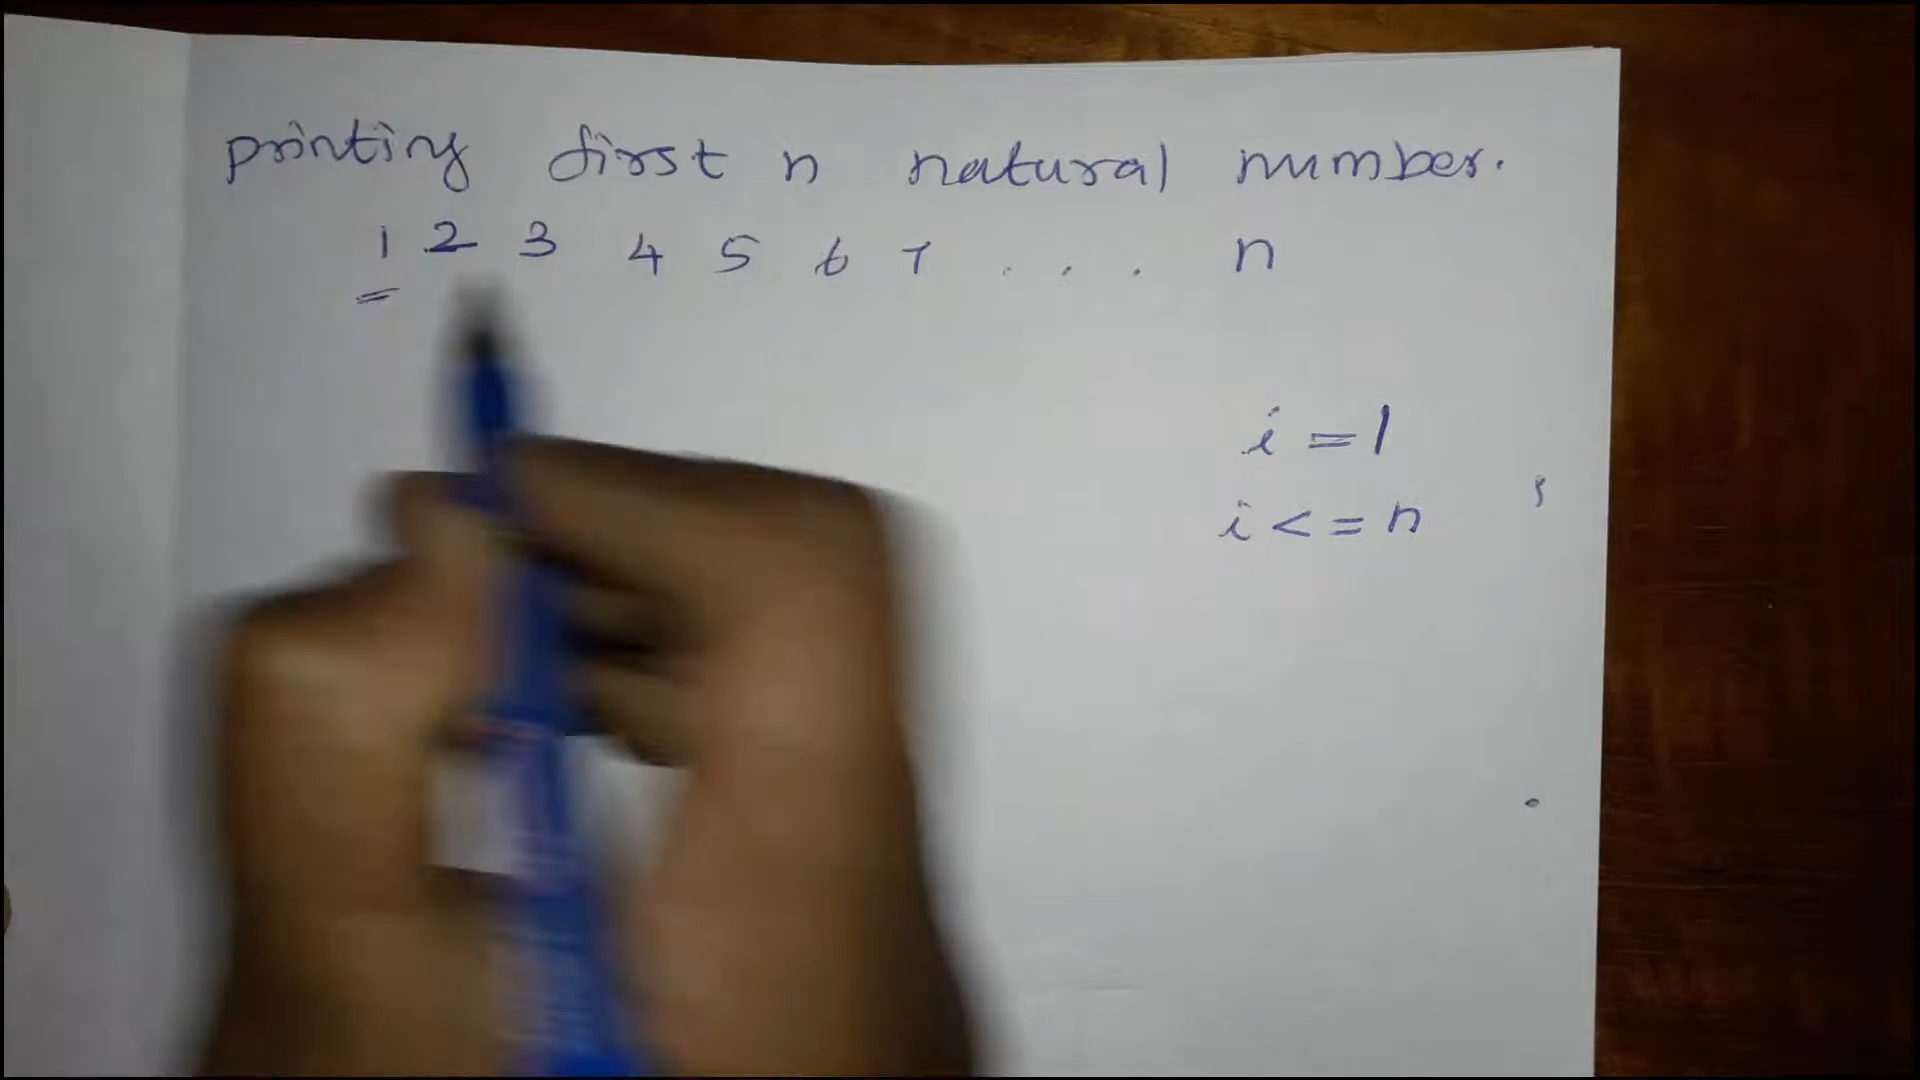 printing first n natural number.
1 2 3 4 5 6 7 . . . n
i = 1
i < = n